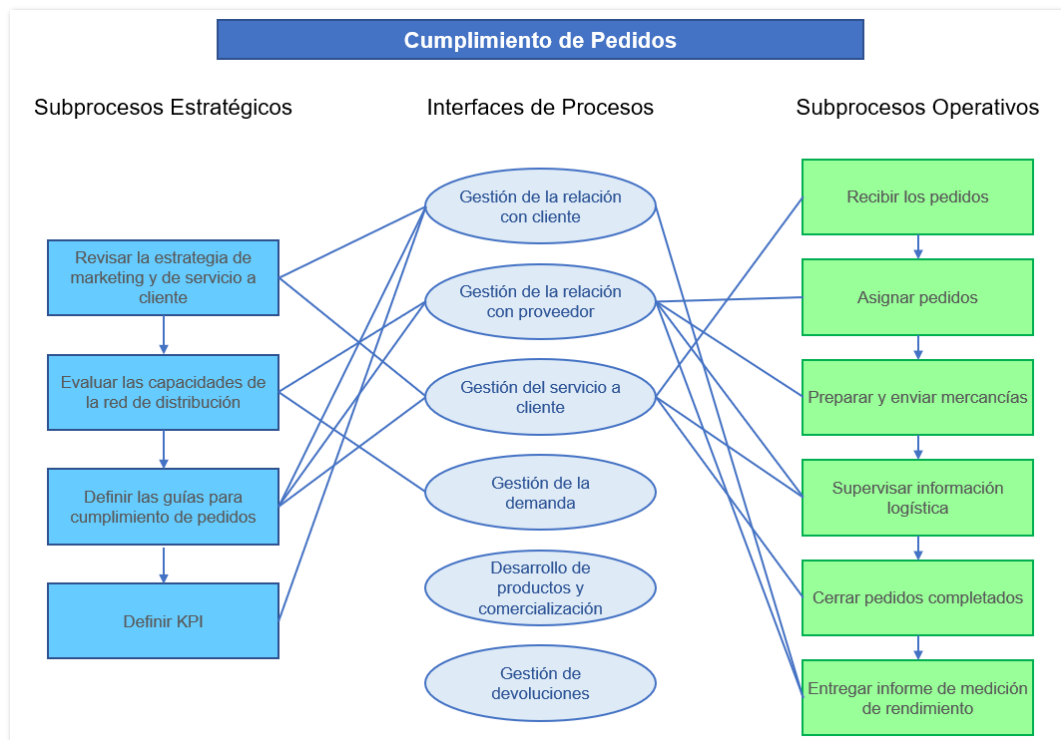 Cumplimiento de Pedidos
Subprocesos Estratégicos
Interfaces de Procesos
Subprocesos Operativos
Revisar la estrategia de
marketing y de servicio a
cliente
Evaluar las capacidades de
la red de distribución
Definir las guías para
cumplimiento de pedidos
Definir KPI
Gestión de la relación
con cliente
Gestión de la relación
con proveedor
Gestión del servicio a
cliente
Gestión de la
demanda
Desarrollo de
productos y
comercialización
Gestión de
devoluciones
Recibir los pedidos
Asignar pedidos
Preparar y enviar mercancías
Supervisar información
logística
Cerrar pedidos completados
Entregar informe de medición
de rendimiento